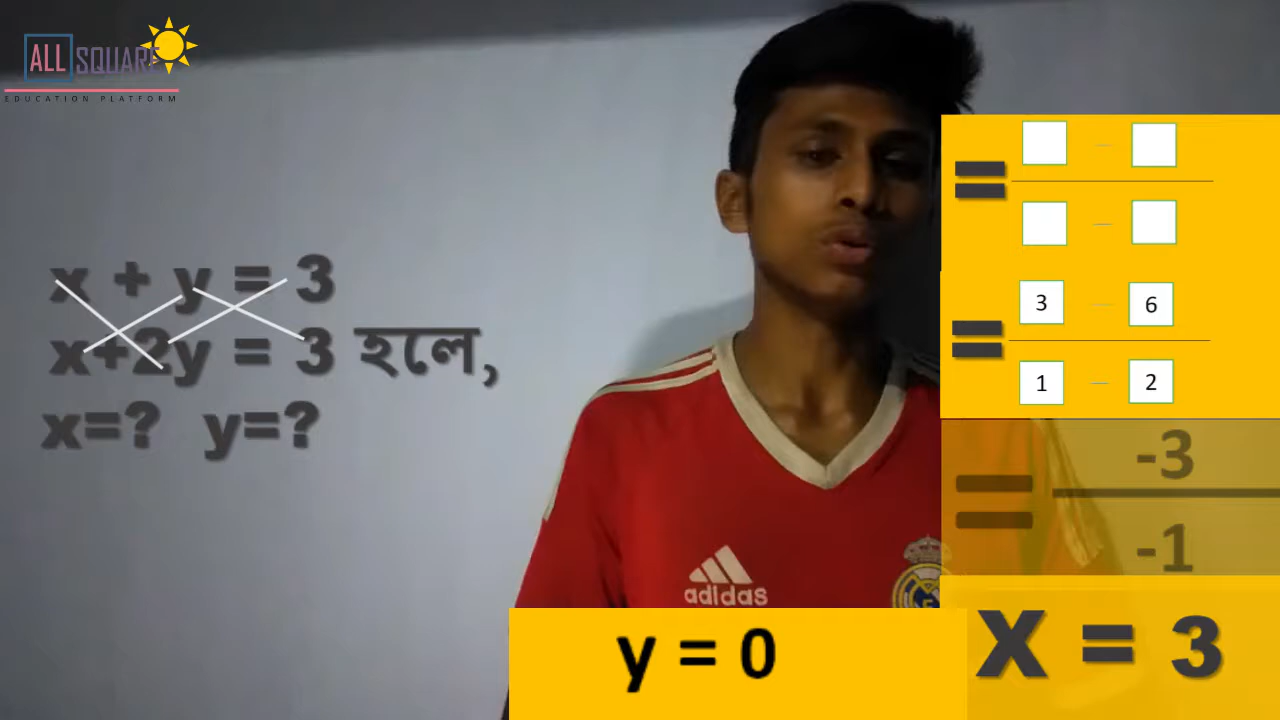 ALL SQUARE
EDUCATION PLATFORM
x + y = 3
x+2y = 3 হলে,
x=? y=?
= - -
= 3 - 6
1 - 2
= -3
-1
x = 3
y = 0
adidas